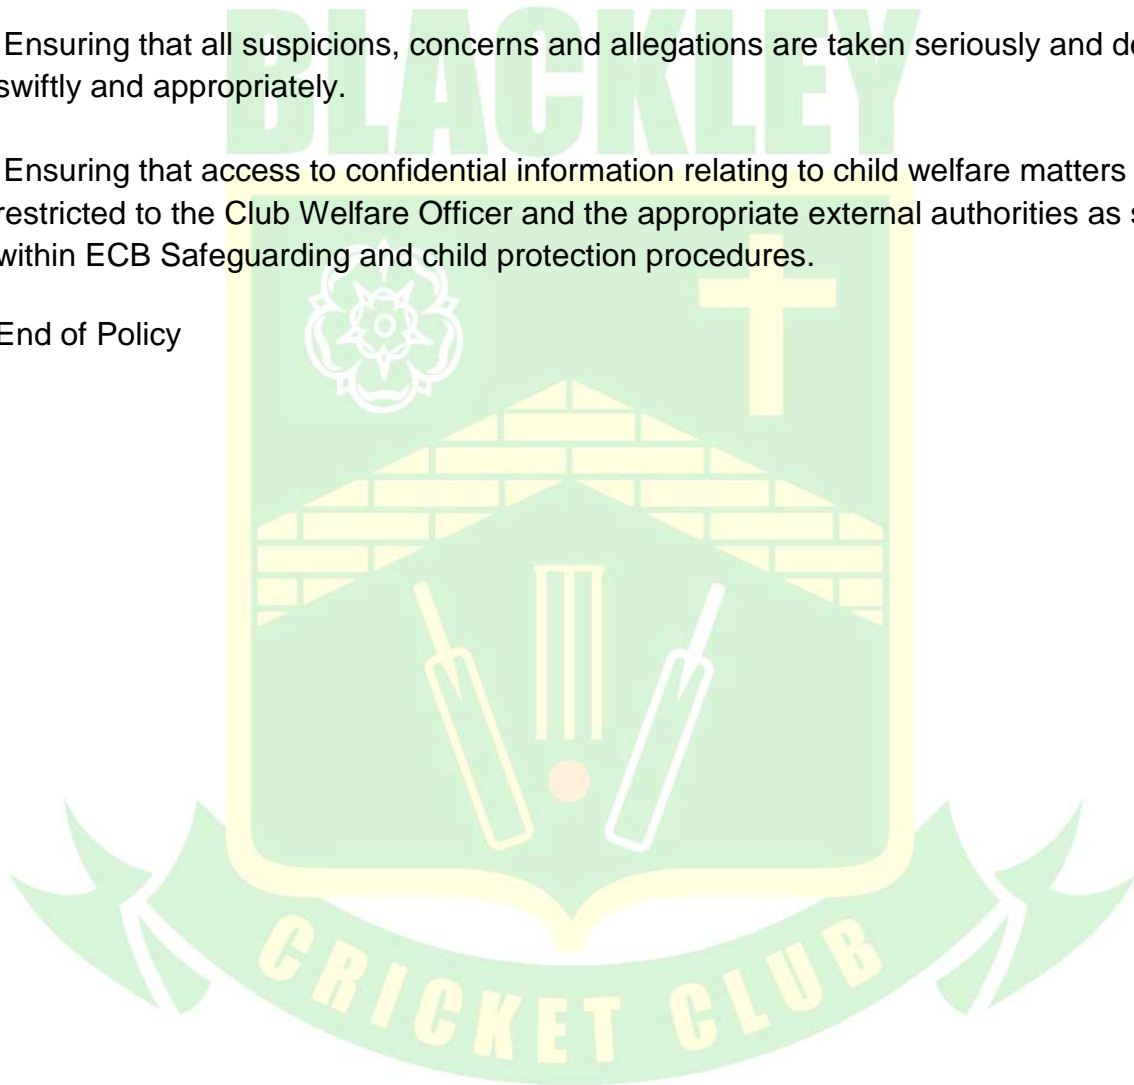 Ensuring that all suspicions, concerns and allegations are taken seriously and
swiftly and appropriately.
BLACKLEY
Ensuring that access to confidential information relating to child welfare matters
restricted to the Club Welfare Officer and the appropriate external authorities as
within ECB Safeguarding and child protection procedures.
End of Policy
CRICKET CLUB